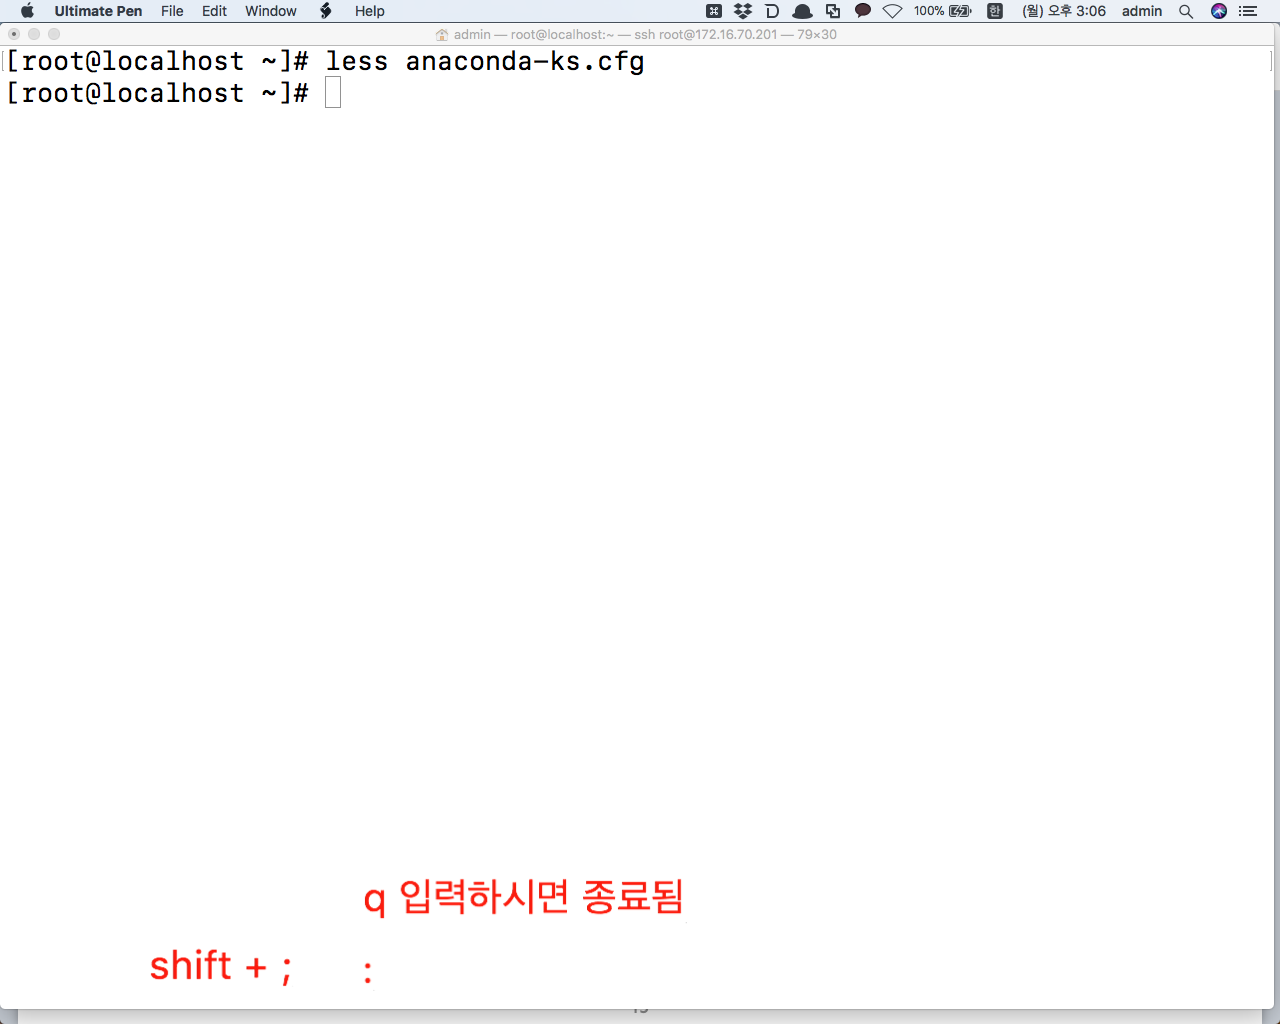 Ultimate Pen File Edit Window Help 100% 한 (월) 오후 3:06 admin
admin — root@localhost:~ — ssh root@172.16.70.201 — 79×30
[root@localhost ~]# less anaconda-ks.cfg
[root@localhost ~]#
q 입력하시면 종료됨
shift + ; :